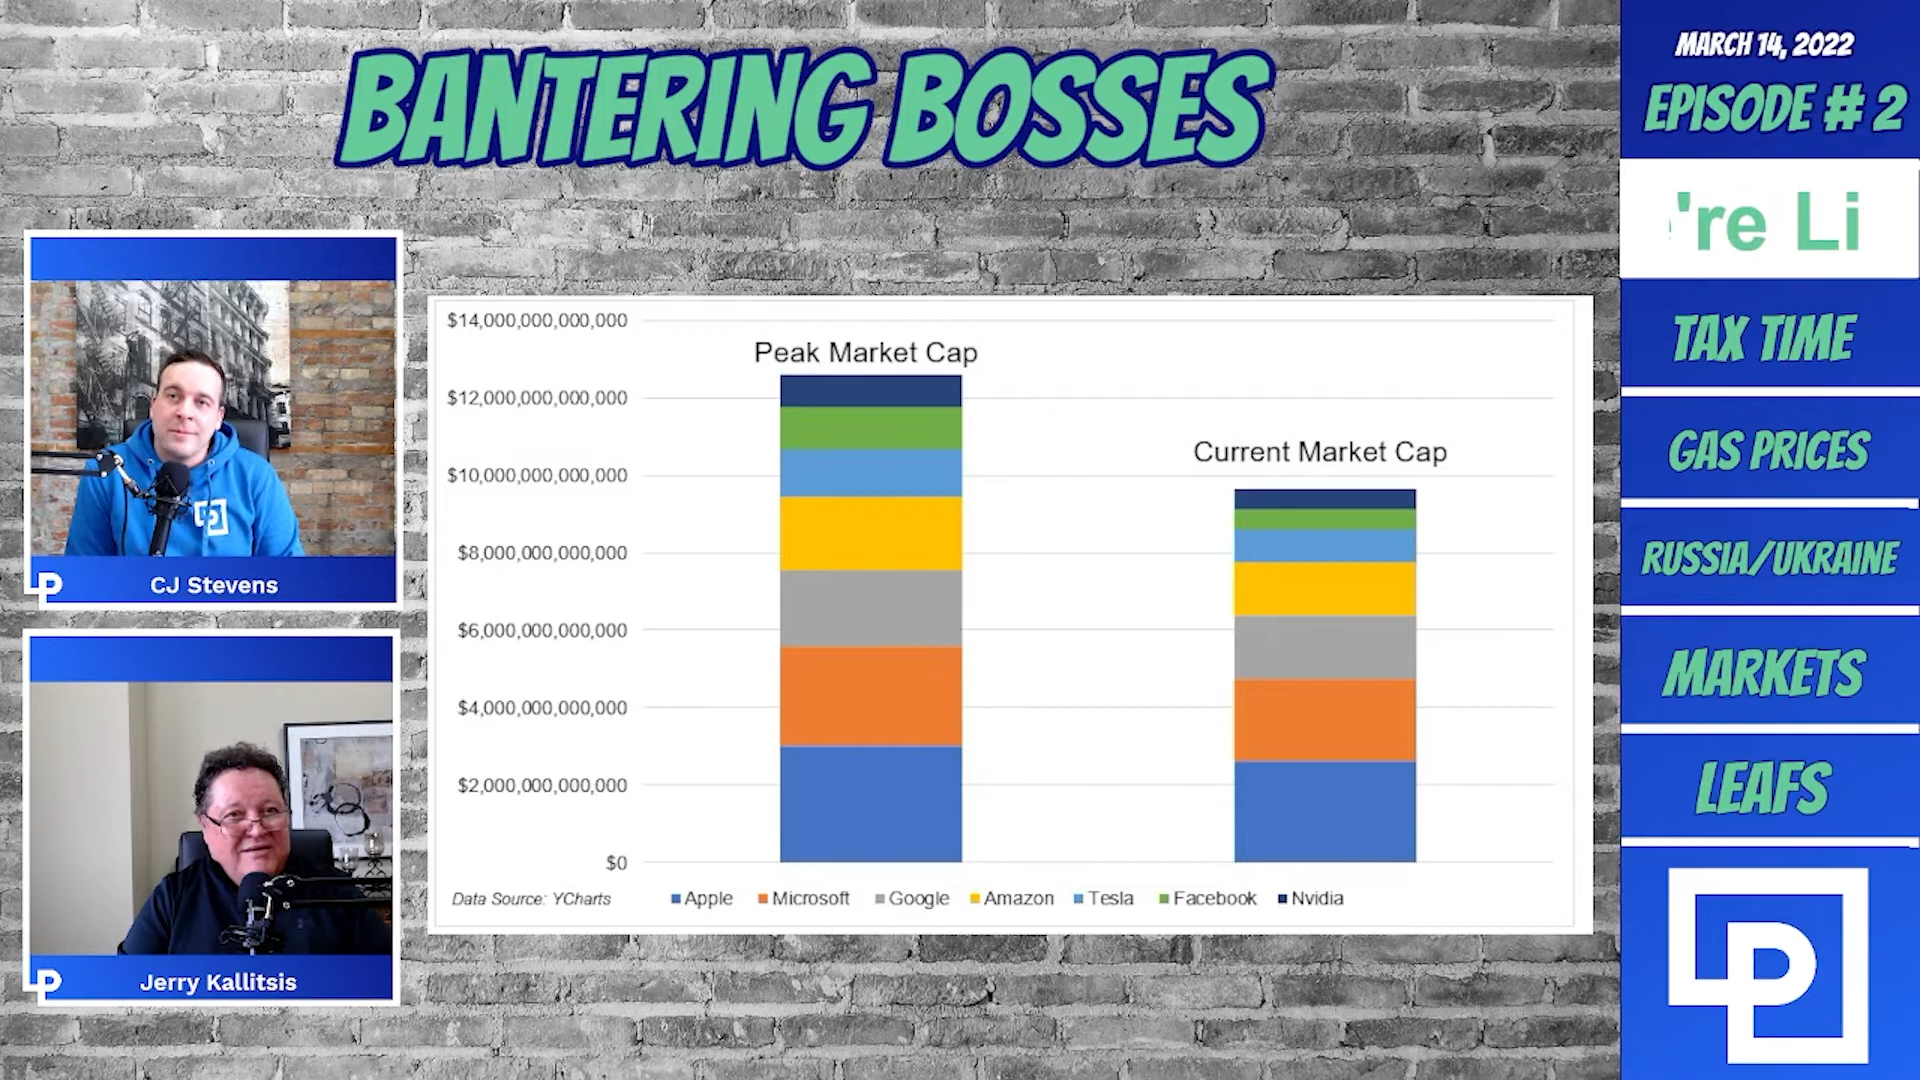 BANTERING BOSSES
MARCH 14, 2022
EPISODE # 2
're Li
TAX TIME
GAS PRICES
RUSSIA/UKRAINE
MARKETS
LEAFS
CJ Stevens
Jerry Kallitsis
$14,000,000,000,000
$12,000,000,000,000
$10,000,000,000,000
$8,000,000,000,000
$6,000,000,000,000
$4,000,000,000,000
$2,000,000,000,000
$0
Peak Market Cap
Current Market Cap
Data Source: YCharts
Apple Microsoft Google Amazon Tesla Facebook Nvidia